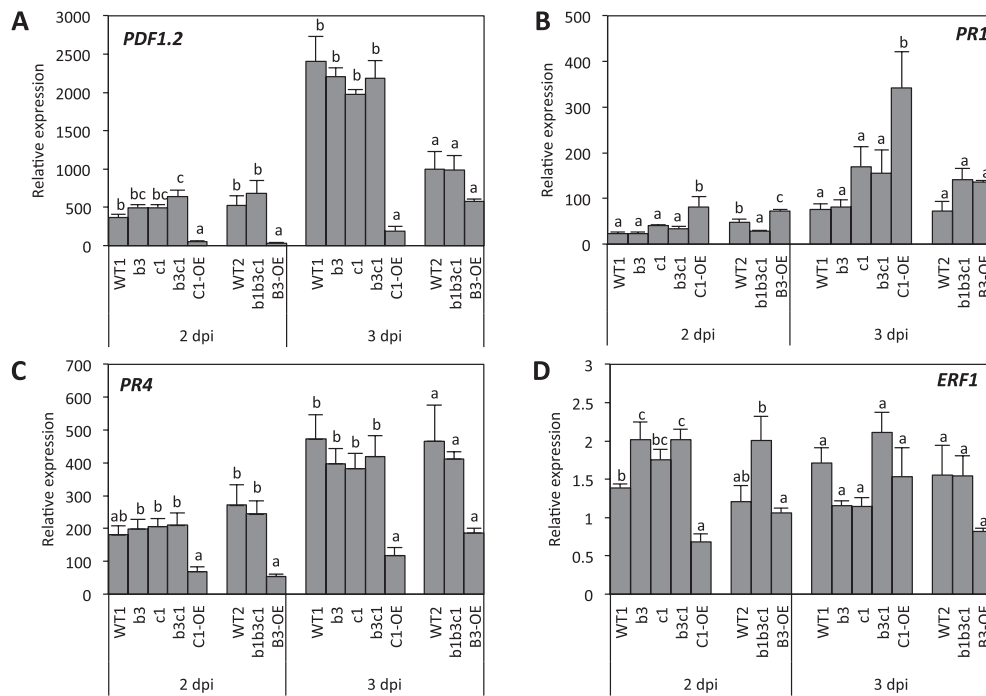 A
PDF1.2
Relative expression
3000
2500
2000
1500
1000
500
0
b bc bc c a b b a b b b b a a a a
WT1 b3 c1 b3c1 C1-OE WT2 b1b3c1 B3-OE WT1 b3 c1 b3c1 C1-OE WT2 b1b3c1 B3-OE
2 dpi 3 dpi
B
PR1
Relative expression
500
400
300
200
100
0
a a a a b b a c a a a a b a a a
WT1 b3 c1 b3c1 C1-OE WT2 b1b3c1 B3-OE WT1 b3 c1 b3c1 C1-OE WT2 b1b3c1 B3-OE
2 dpi 3 dpi
C
PR4
Relative expression
700
600
500
400
300
200
100
0
ab b b b a b b a b b b b a a a a
WT1 b3 c1 b3c1 C1-OE WT2 b1b3c1 B3-OE WT1 b3 c1 b3c1 C1-OE WT2 b1b3c1 B3-OE
2 dpi 3 dpi
D
ERF1
Relative expression
3
2.5
2
1.5
1
0.5
0
b c bc c a ab b a a a a a a a a a
WT1 b3 c1 b3c1 C1-OE WT2 b1b3c1 B3-OE WT1 b3 c1 b3c1 C1-OE WT2 b1b3c1 B3-OE
2 dpi 3 dpi